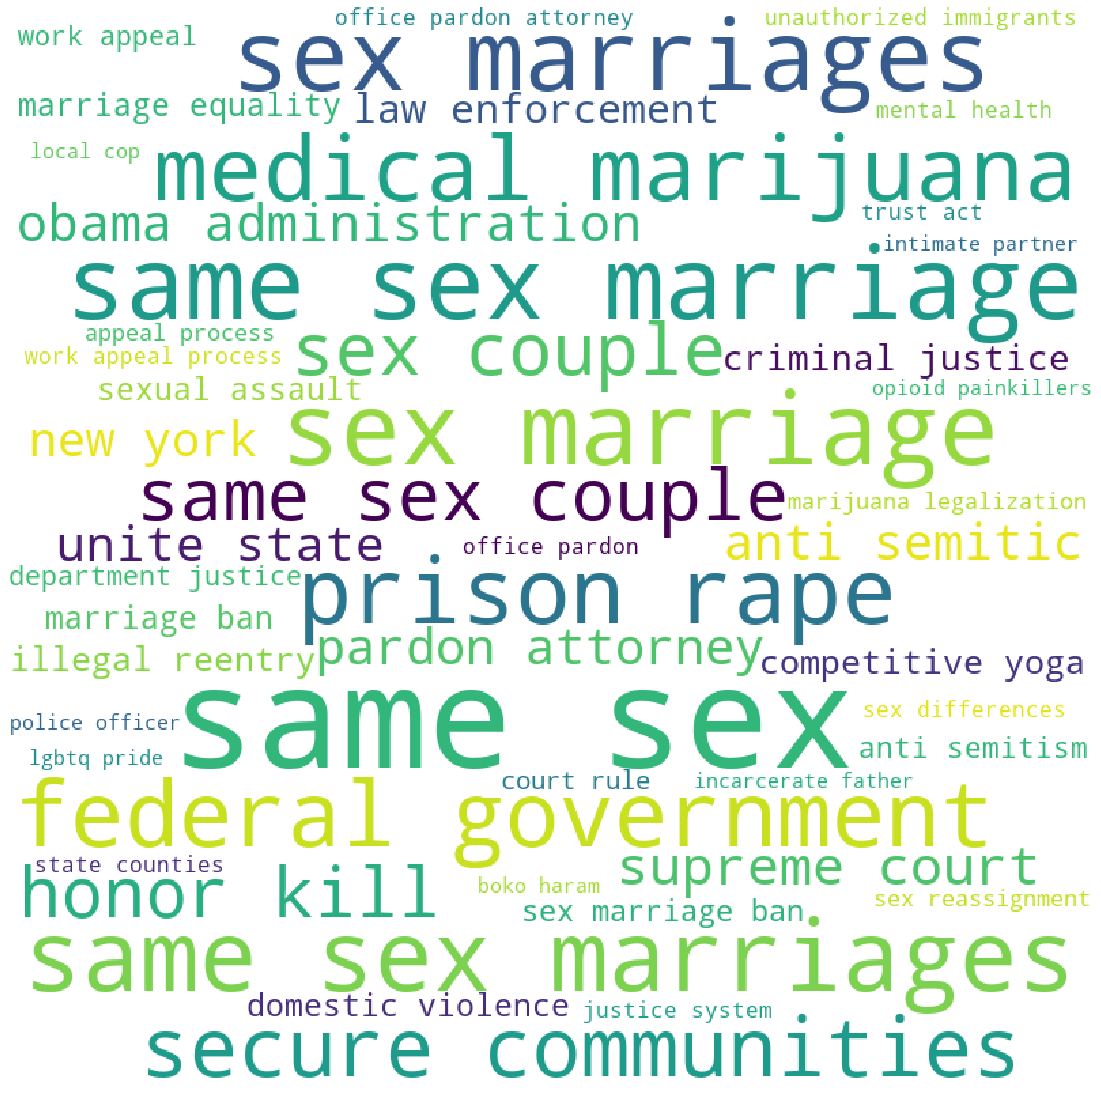 office pardon attorney
unauthorized immigrants
work appeal
sex marriages
marriage equality
law enforcement
mental health
local cop
medical marijuana
obama administration
trust act
intimate partner
same sex marriage
appeal process
work appeal process
sex couple
criminal justice
sexual assault
opioid painkillers
new york
sex marriage
same sex couple
marijuana legalization
unite state
office pardon
anti semitic
department justice
prison rape
marriage ban
pardon attorney
illegal reentry
competitive yoga
same sex
sex differences
police officer
lgbtq pride
anti semitism
court rule
incarcerate father
federal government
state counties
supreme court
honor kill
boko haram
sex reassignment
sex marriage ban
same sex marriages
domestic violence
justice system
secure communities